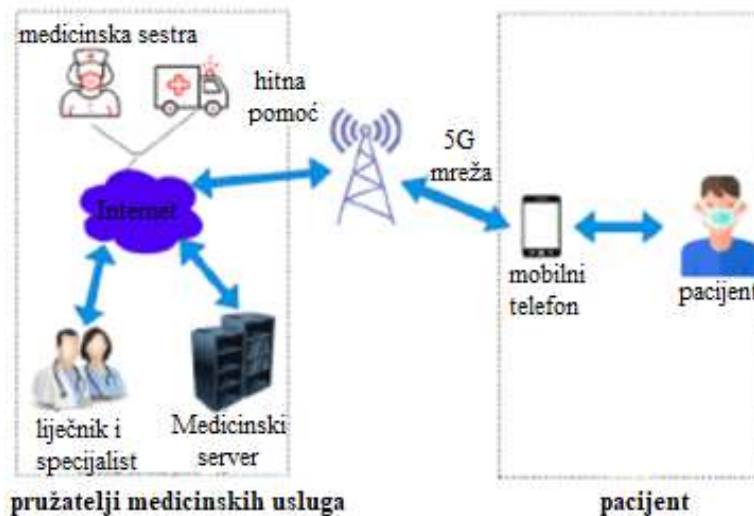 medicinska sestra
hitna
pomoć
Internet
liječnik i
specijalist
Medicinski
server
pružatelji medicinskih usluga
5G
mreža
mobilni
telefon
pacijent
pacijent